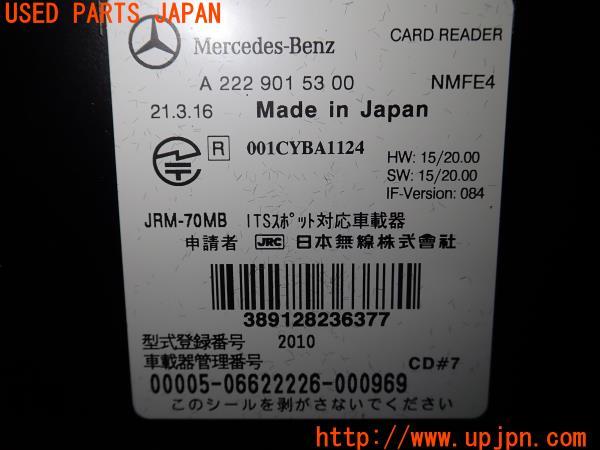 USED PARTS JAPAN
Mercedes-Benz CARD READER
A 222 901 53 00 NMFE4
21.3.16 Made in Japan
R 001CYBA1124
HW: 15/20.00
SW: 15/20.00
IF-Version: 084
JRM-70MB ITSスポット対応車載器
申請者 JRC 日本無線株式會社
389128236377
型式登録番号 2010
車載器管理番号 CD#7
00005-06622226-000969
このシールを剥がさないでください
http://www.upjpn.com